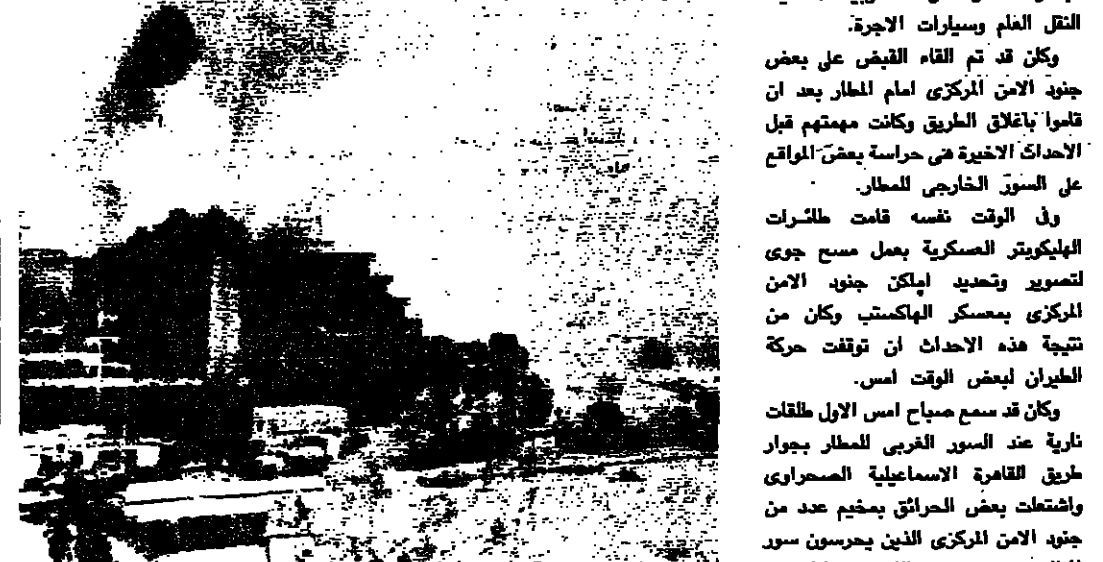 النقل العام وسيارات الاجرة.
وكان قد تم القاء القبض على بعض
جنود الامن المركزى امام المطار بعد ان
قاموا باغلاق الطريق وكانت مهمتهم قبل
الاحداث الاخيرة هى حراسة بعض المواقع
على السور الخارجى للمطار.
وفى الوقت نفسه قامت طائرات
الهليكوبتر العسكرية بعمل مسح جوى
لتصوير وتحديد اماكن جنود الامن
المركزى بمعسكر الهاكستب وكان من
نتيجة هذه الاحداث ان توقفت حركة
الطيران لبعض الوقت امس.
وكان قد سمع صباح امس الاول طلقات
نارية عند السور الغربى للمطار بجوار
طريق القاهرة الاسماعيلية الصحراوى
واشتعلت بعض الحرائق بمخيم عدد من
جنود الامن المركزى الذين يحرسون سور